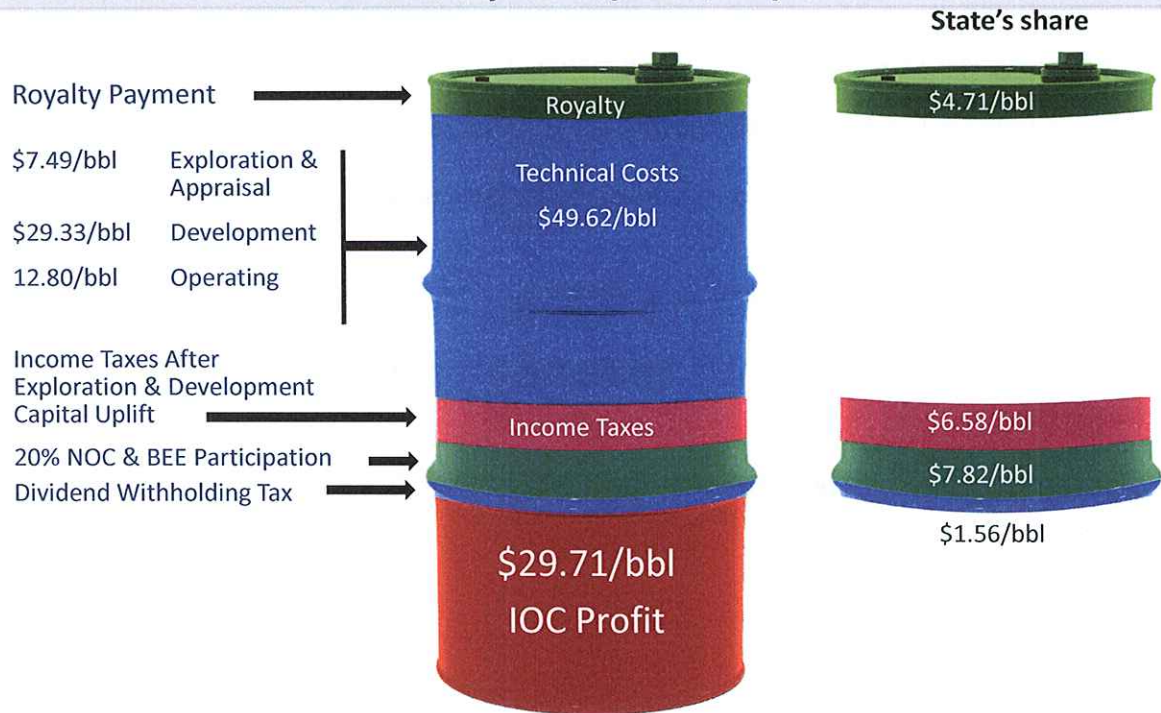 State's share
Royalty Payment
Royalty
$4.71/bbl
$7.49/bbl Exploration &
Appraisal
$29.33/bbl Development
12.80/bbl Operating
Technical Costs
$49.62/bbl
Income Taxes After
Exploration & Development
Capital Uplift
Income Taxes
$6.58/bbl
20% NOC & BEE Participation
$7.82/bbl
Dividend Withholding Tax
$1.56/bbl
$29.71/bbl
IOC Profit